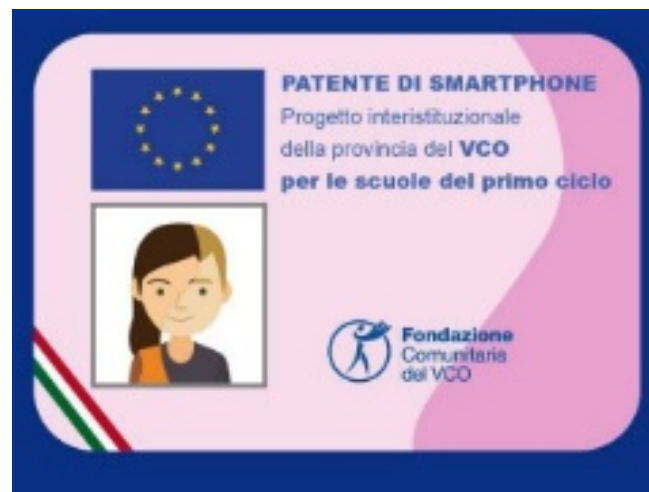 PATENTE DI SMARTPHONE
Progetto interistituzionale
della provincia del VCO
per le scuole del primo ciclo
Fondazione
Comunitaria
del VCO